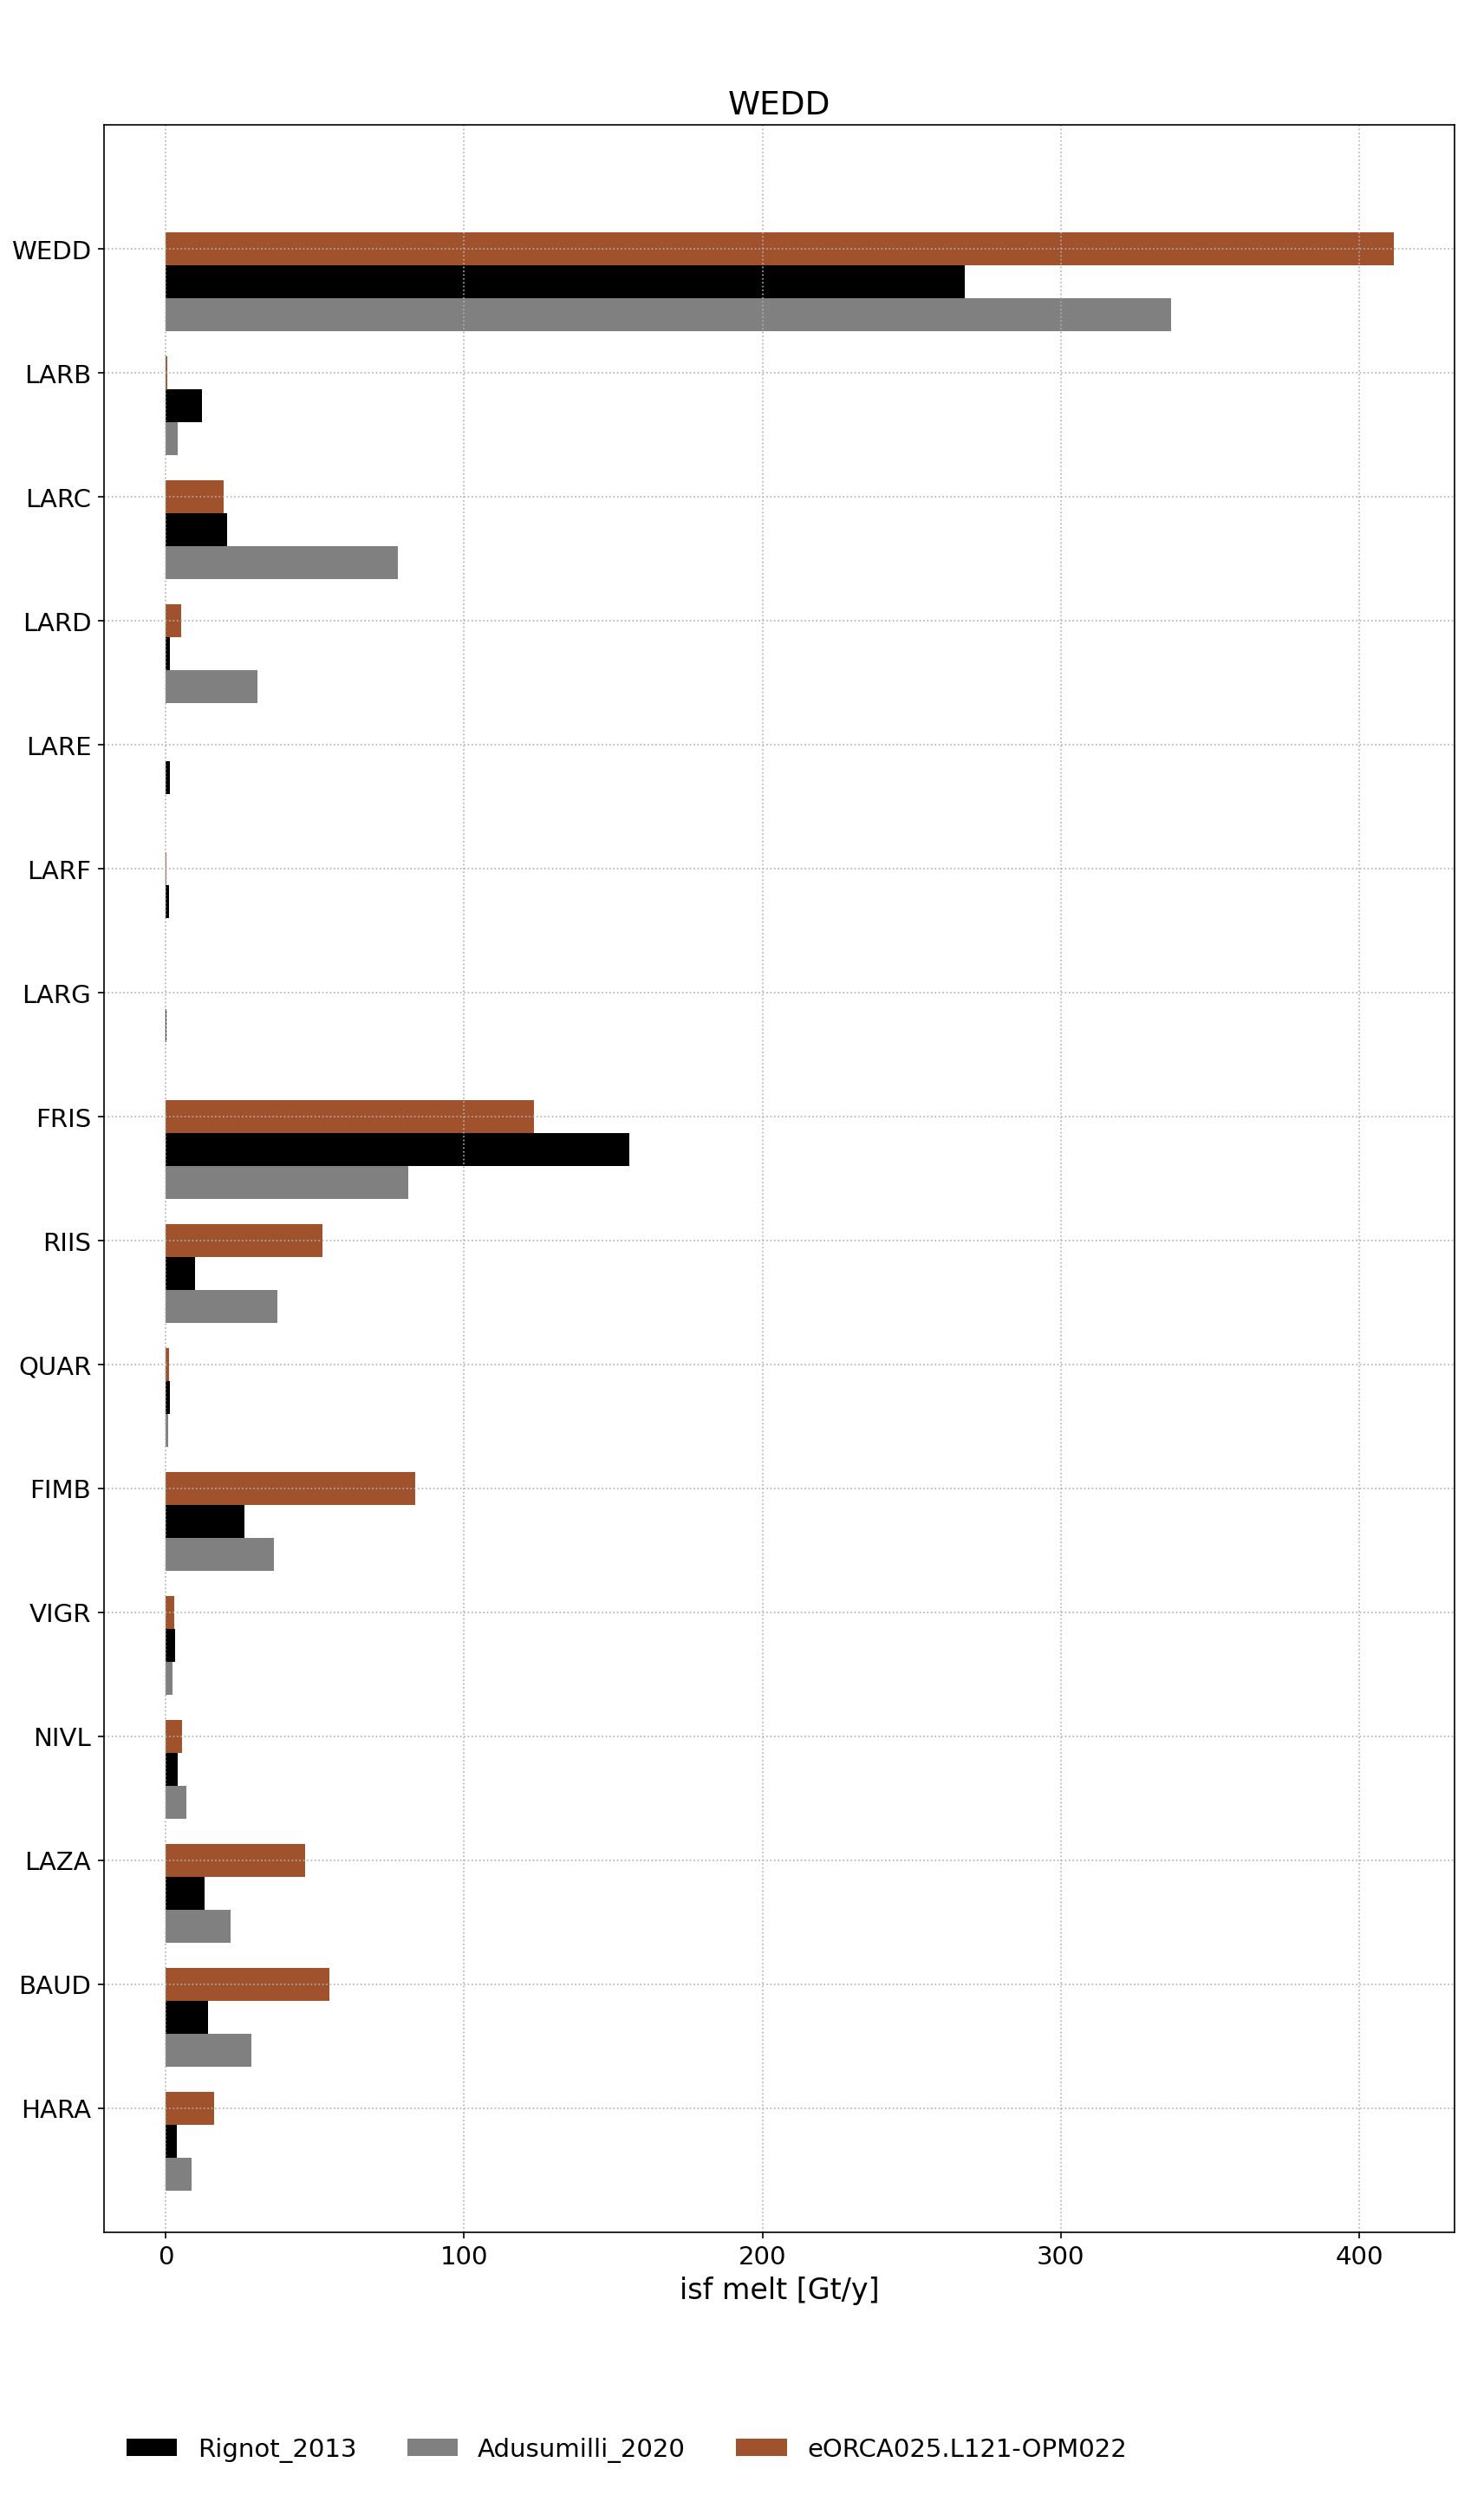 WEDD
WEDD
LARB
LARC
LARD
LARE
LARF
LARG
FRIS
RIIS
QUAR
FIMB
VIGR
NIVL
LAZA
BAUD
HARA
0 100 200 300 400
isf melt [Gt/y]
Rignot_2013 Adusumilli_2020 eORCA025.L121-OPM022